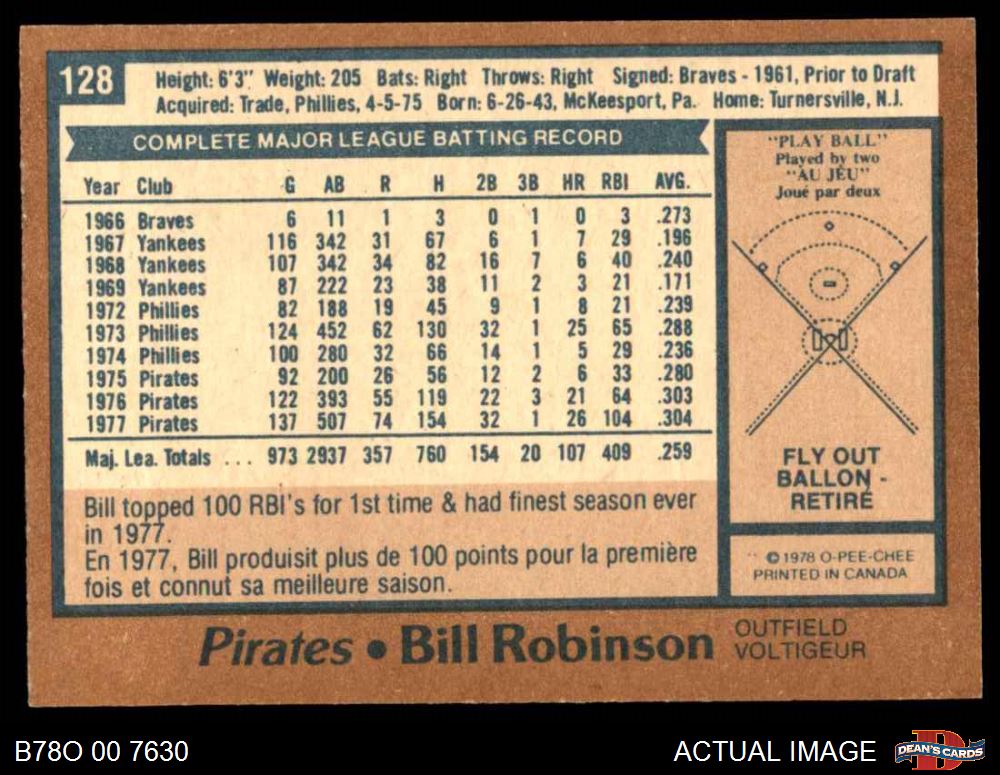 128
Height: 6'3" Weight: 205 Bats: Right Throws: Right Signed: Braves - 1961, Prior to Draft
Acquired: Trade, Phillies, 4-5-75 Born: 6-26-43, McKeesport, Pa. Home: Turnersville, N.J.
COMPLETE MAJOR LEAGUE BATTING RECORD
Year Club G AB R H 2B 3B HR RBI AVG.
1966 Braves 6 11 1 3 0 1 0 3 .273
1967 Yankees 116 342 31 67 6 1 7 29 .196
1968 Yankees 107 342 34 82 16 7 6 40 .240
1969 Yankees 87 222 23 38 11 2 3 21 .171
1972 Phillies 82 188 19 45 9 1 8 21 .239
1973 Phillies 124 452 62 130 32 1 25 65 .288
1974 Phillies 100 280 32 66 14 1 5 29 .236
1975 Pirates 92 200 26 56 12 2 6 33 .280
1976 Pirates 122 393 55 119 22 3 21 64 .303
1977 Pirates 137 507 74 154 32 1 26 104 .304
Maj. Lea. Totals ... 973 2937 357 760 154 20 107 409 .259
Bill topped 100 RBI's for 1st time & had finest season ever
in 1977.
En 1977, Bill produisit plus de 100 points pour la première
fois et connut sa meilleure saison.
"PLAY BALL"
Played by two
"AU JEU"
Joué par deux
FLY OUT
BALLON -
RETIRÉ
© 1978 O-PEE-CHEE
PRINTED IN CANADA
Pirates • Bill Robinson
OUTFIELD
VOLTIGEUR
B78O 00 7630
ACTUAL IMAGE
DEAN'S CARDS